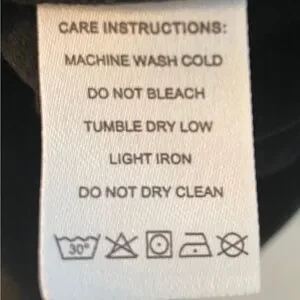 CARE INSTRUCTIONS:
MACHINE WASH COLD
DO NOT BLEACH
TUMBLE DRY LOW
LIGHT IRON
DO NOT DRY CLEAN
30°